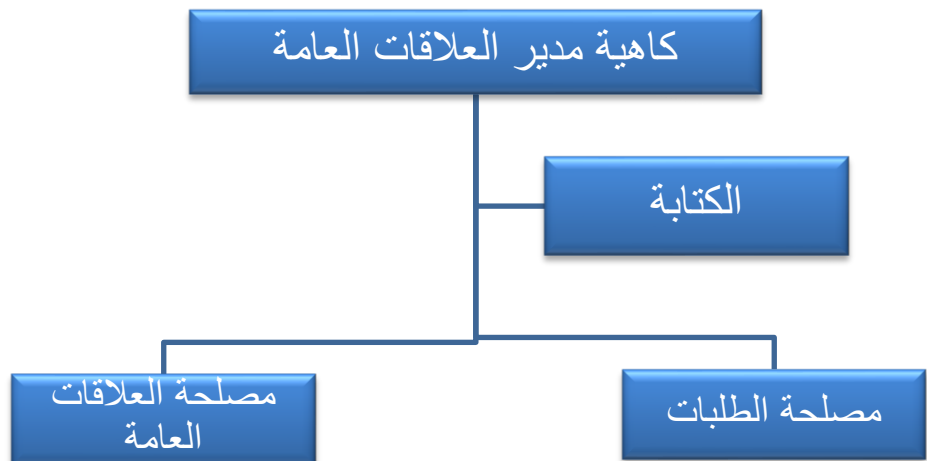 كاهية مدير العلاقات العامة
الكتابة
مصلحة الطلبات
مصلحة العلاقات
العامة